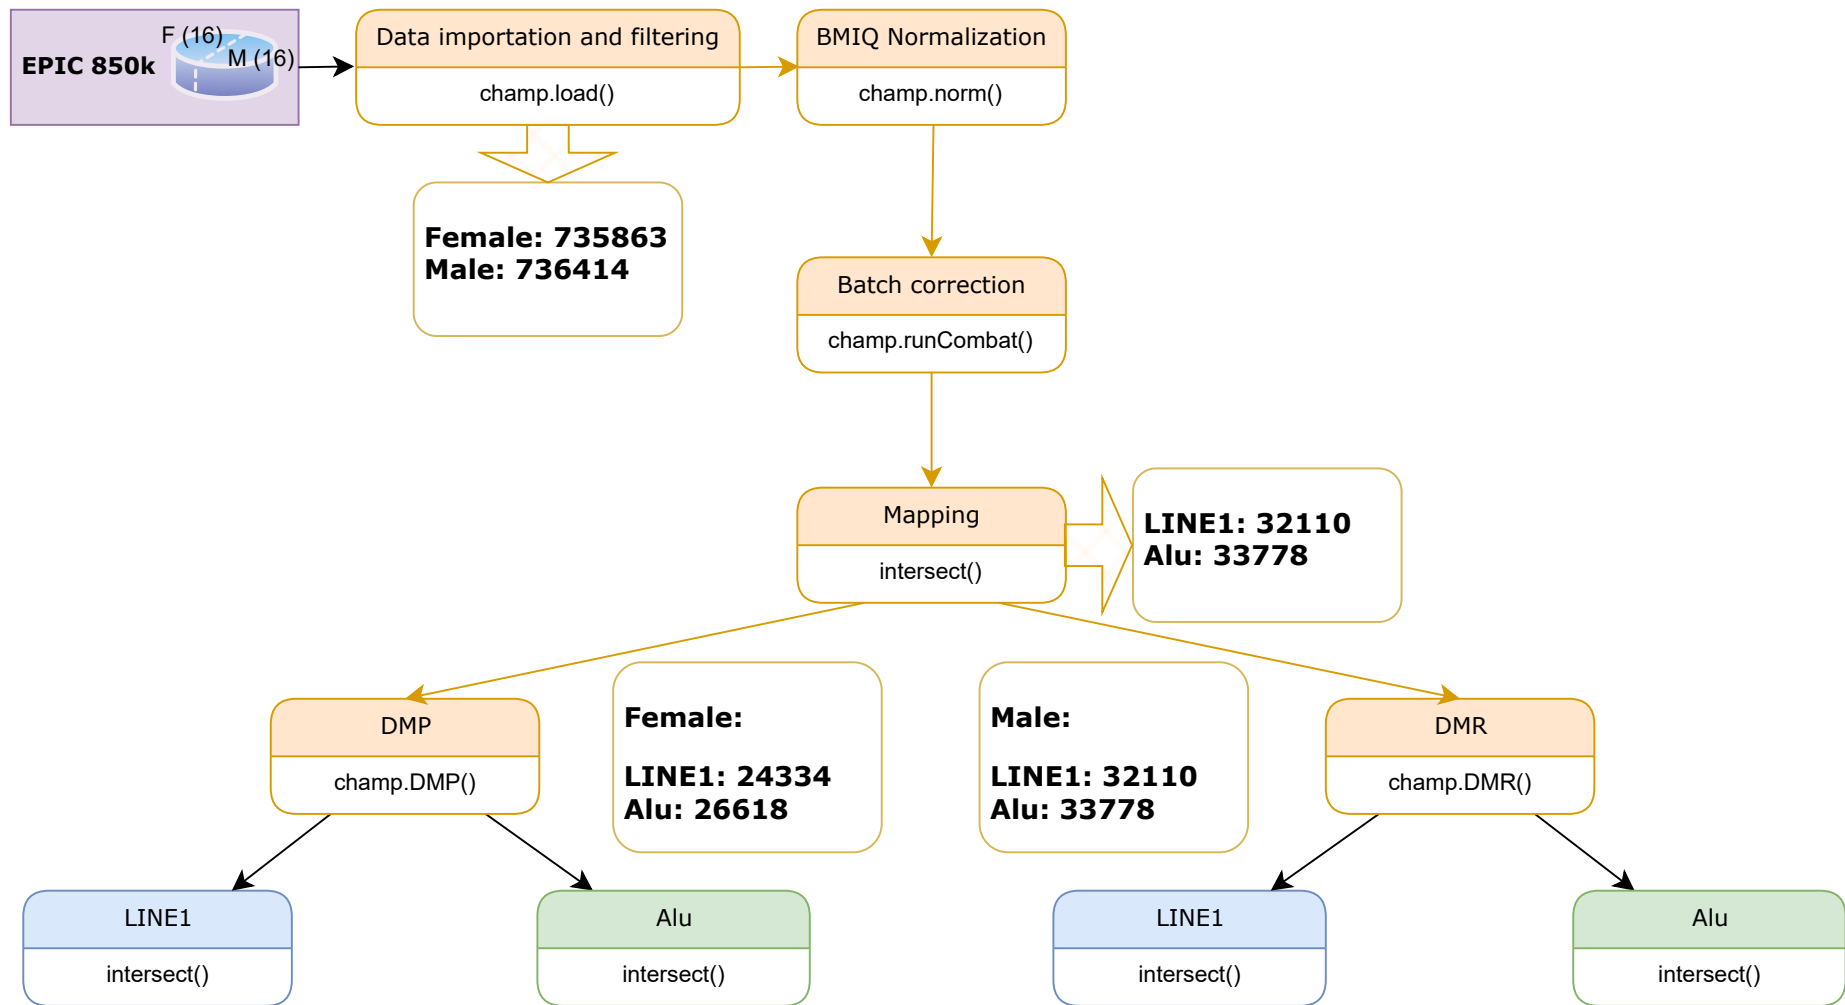 EPIC 850k
F (16)
M (16)
Data importation and filtering
champ.load()
BMIQ Normalization
champ.norm()
Female: 735863
Male: 736414
Batch correction
champ.runCombat()
Mapping
intersect()
LINE1: 32110
Alu: 33778
DMP
champ.DMP()
Female:
LINE1: 24334
Alu: 26618
Male:
LINE1: 32110
Alu: 33778
DMR
champ.DMR()
LINE1
intersect()
Alu
intersect()
LINE1
intersect()
Alu
intersect()